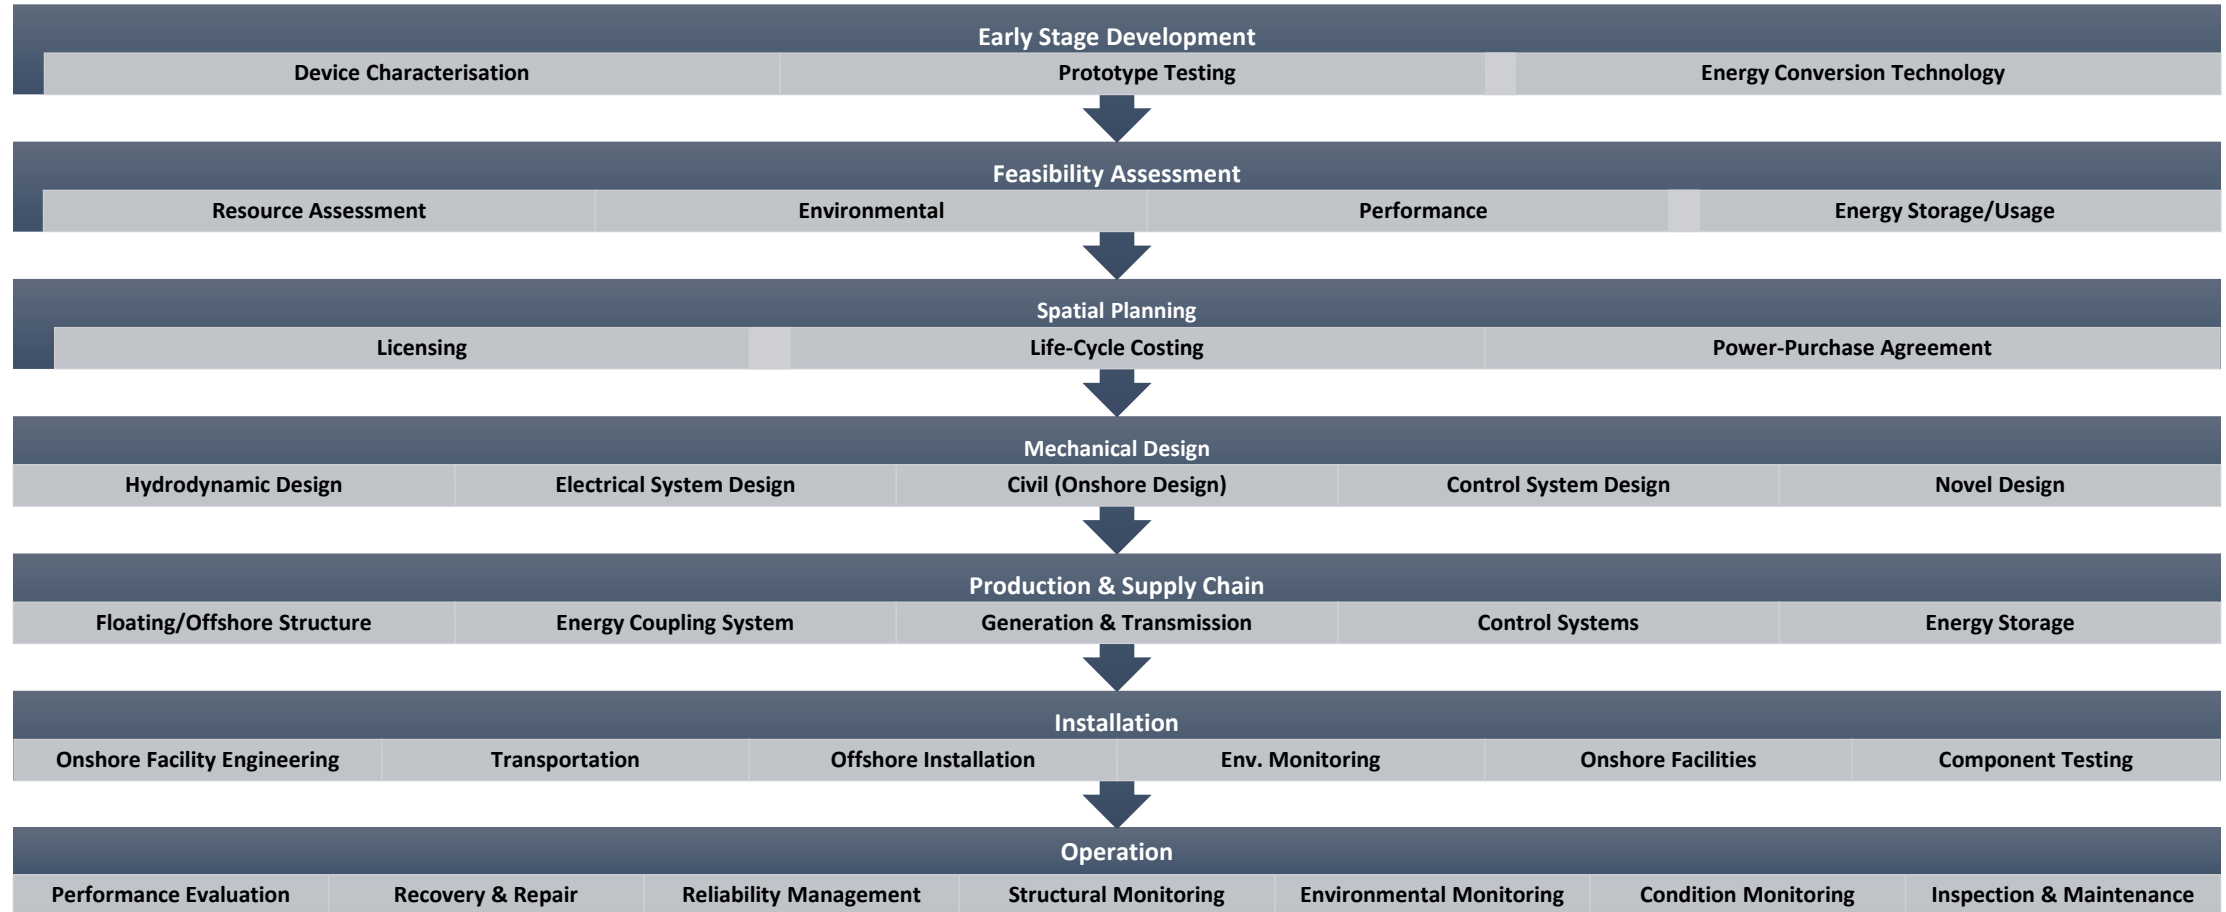 Early Stage Development
Device Characterisation Prototype Testing Energy Conversion Technology
Feasibility Assessment
Resource Assessment Environmental Performance Energy Storage/Usage
Spatial Planning
Licensing Life-Cycle Costing Power-Purchase Agreement
Mechanical Design
Hydrodynamic Design Electrical System Design Civil (Onshore Design) Control System Design Novel Design
Production & Supply Chain
Floating/Offshore Structure Energy Coupling System Generation & Transmission Control Systems Energy Storage
Installation
Onshore Facility Engineering Transportation Offshore Installation Env. Monitoring Onshore Facilities Component Testing
Operation
Performance Evaluation Recovery & Repair Reliability Management Structural Monitoring Environmental Monitoring Condition Monitoring Inspection & Maintenance